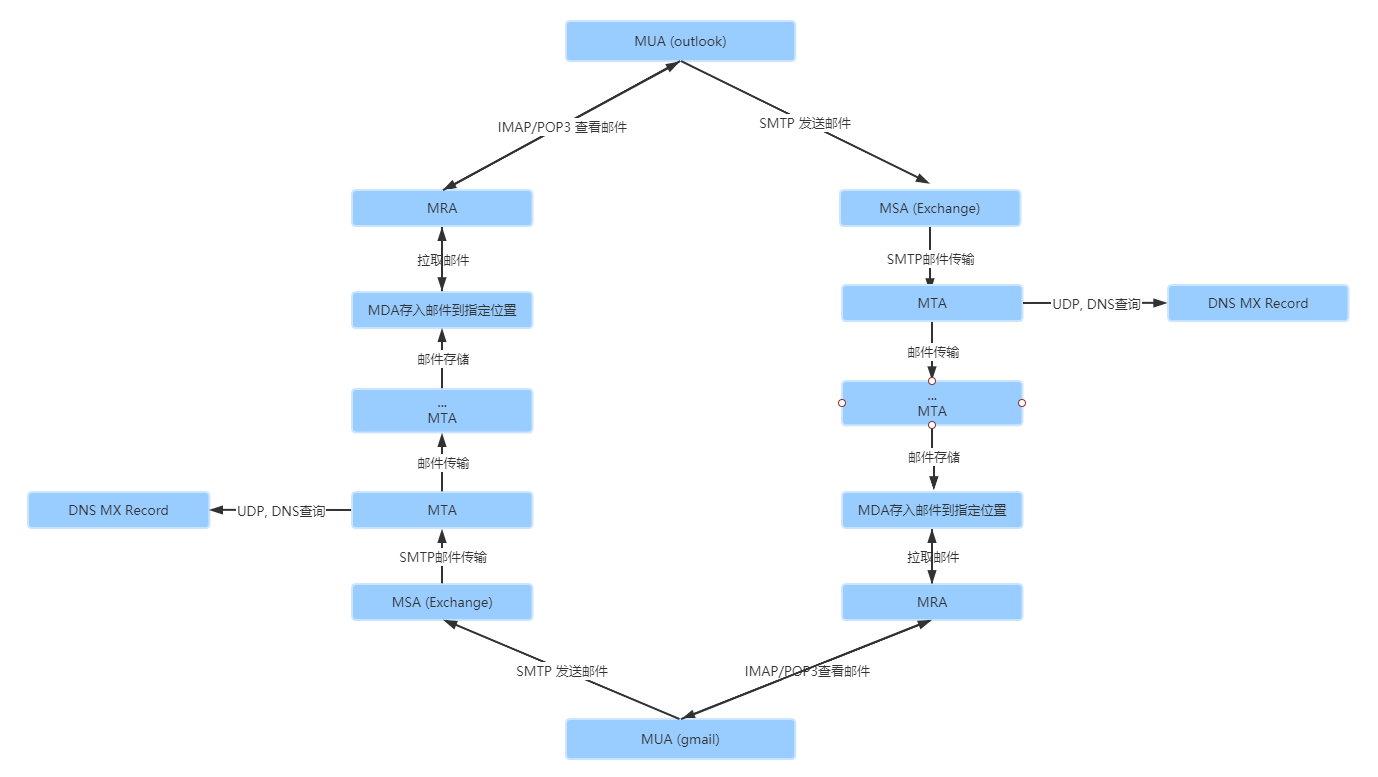 MUA (outlook)
IMAP/POP3 查看邮件
SMTP 发送邮件
MRA
MSA (Exchange)
拉取邮件
SMTP邮件传输
MDA存入邮件到指定位置
MTA
UDP, DNS查询
DNS MX Record
邮件存储
邮件传输
...
MTA
...
MTA
邮件传输
邮件存储
DNS MX Record
UDP, DNS查询
MTA
MDA存入邮件到指定位置
SMTP邮件传输
拉取邮件
MSA (Exchange)
MRA
SMTP 发送邮件
IMAP/POP3查看邮件
MUA (gmail)